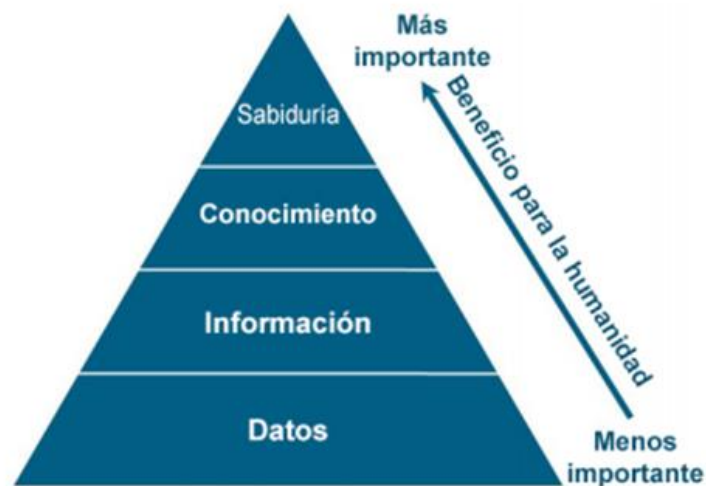 Más
importante
Sabiduría
Beneficio para la humanidad
Conocimiento
Información
Datos
Menos
importante